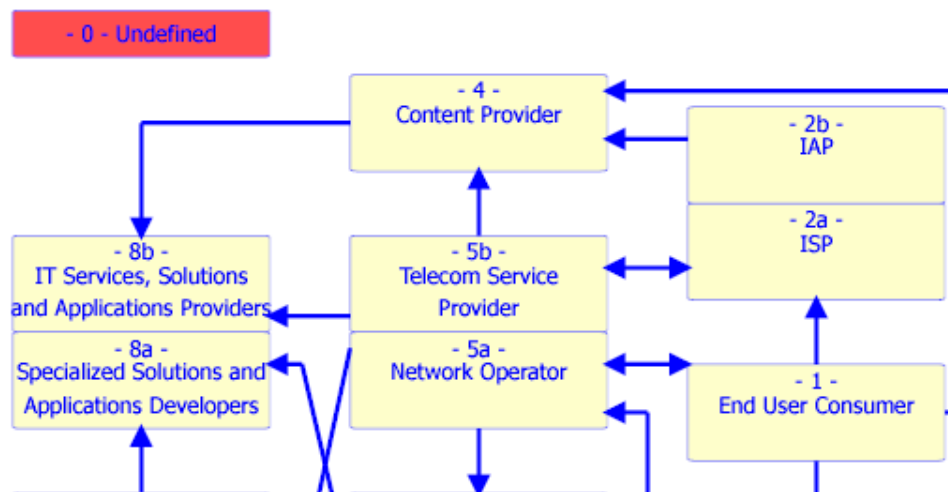 - 0 - Undefined
- 4 -
Content Provider
- 2b -
IAP
- 2a -
ISP
- 8b -
IT Services, Solutions
and Applications Providers
- 5b -
Telecom Service
Provider
- 8a -
Specialized Solutions and
Applications Developers
- 5a -
Network Operator
- 1 -
End User Consumer